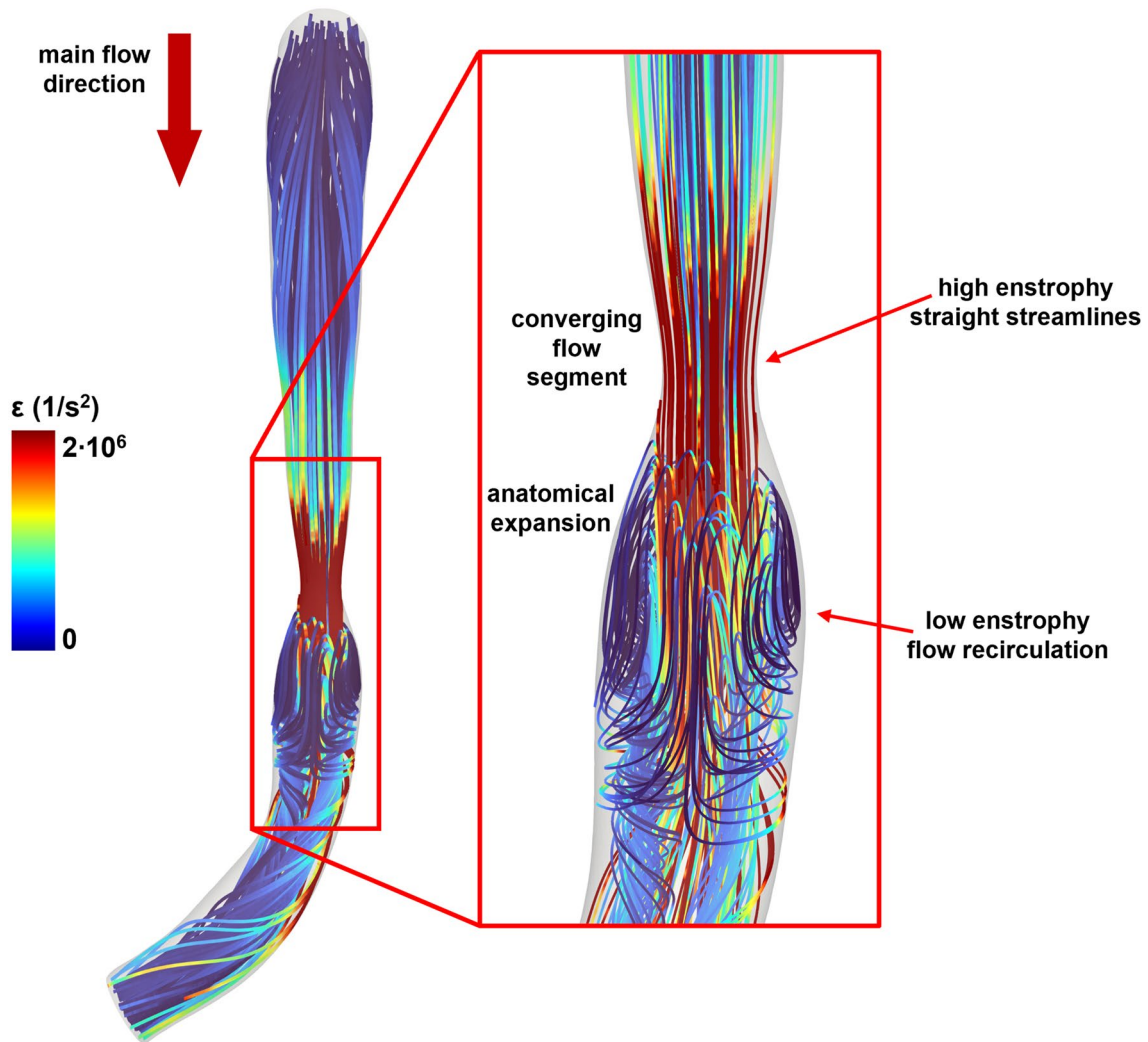 main flow
direction
ε (1/s²)
2·10⁶
0
converging
flow
segment
anatomical
expansion
high enstrophy
straight streamlines
low enstrophy
flow recirculation